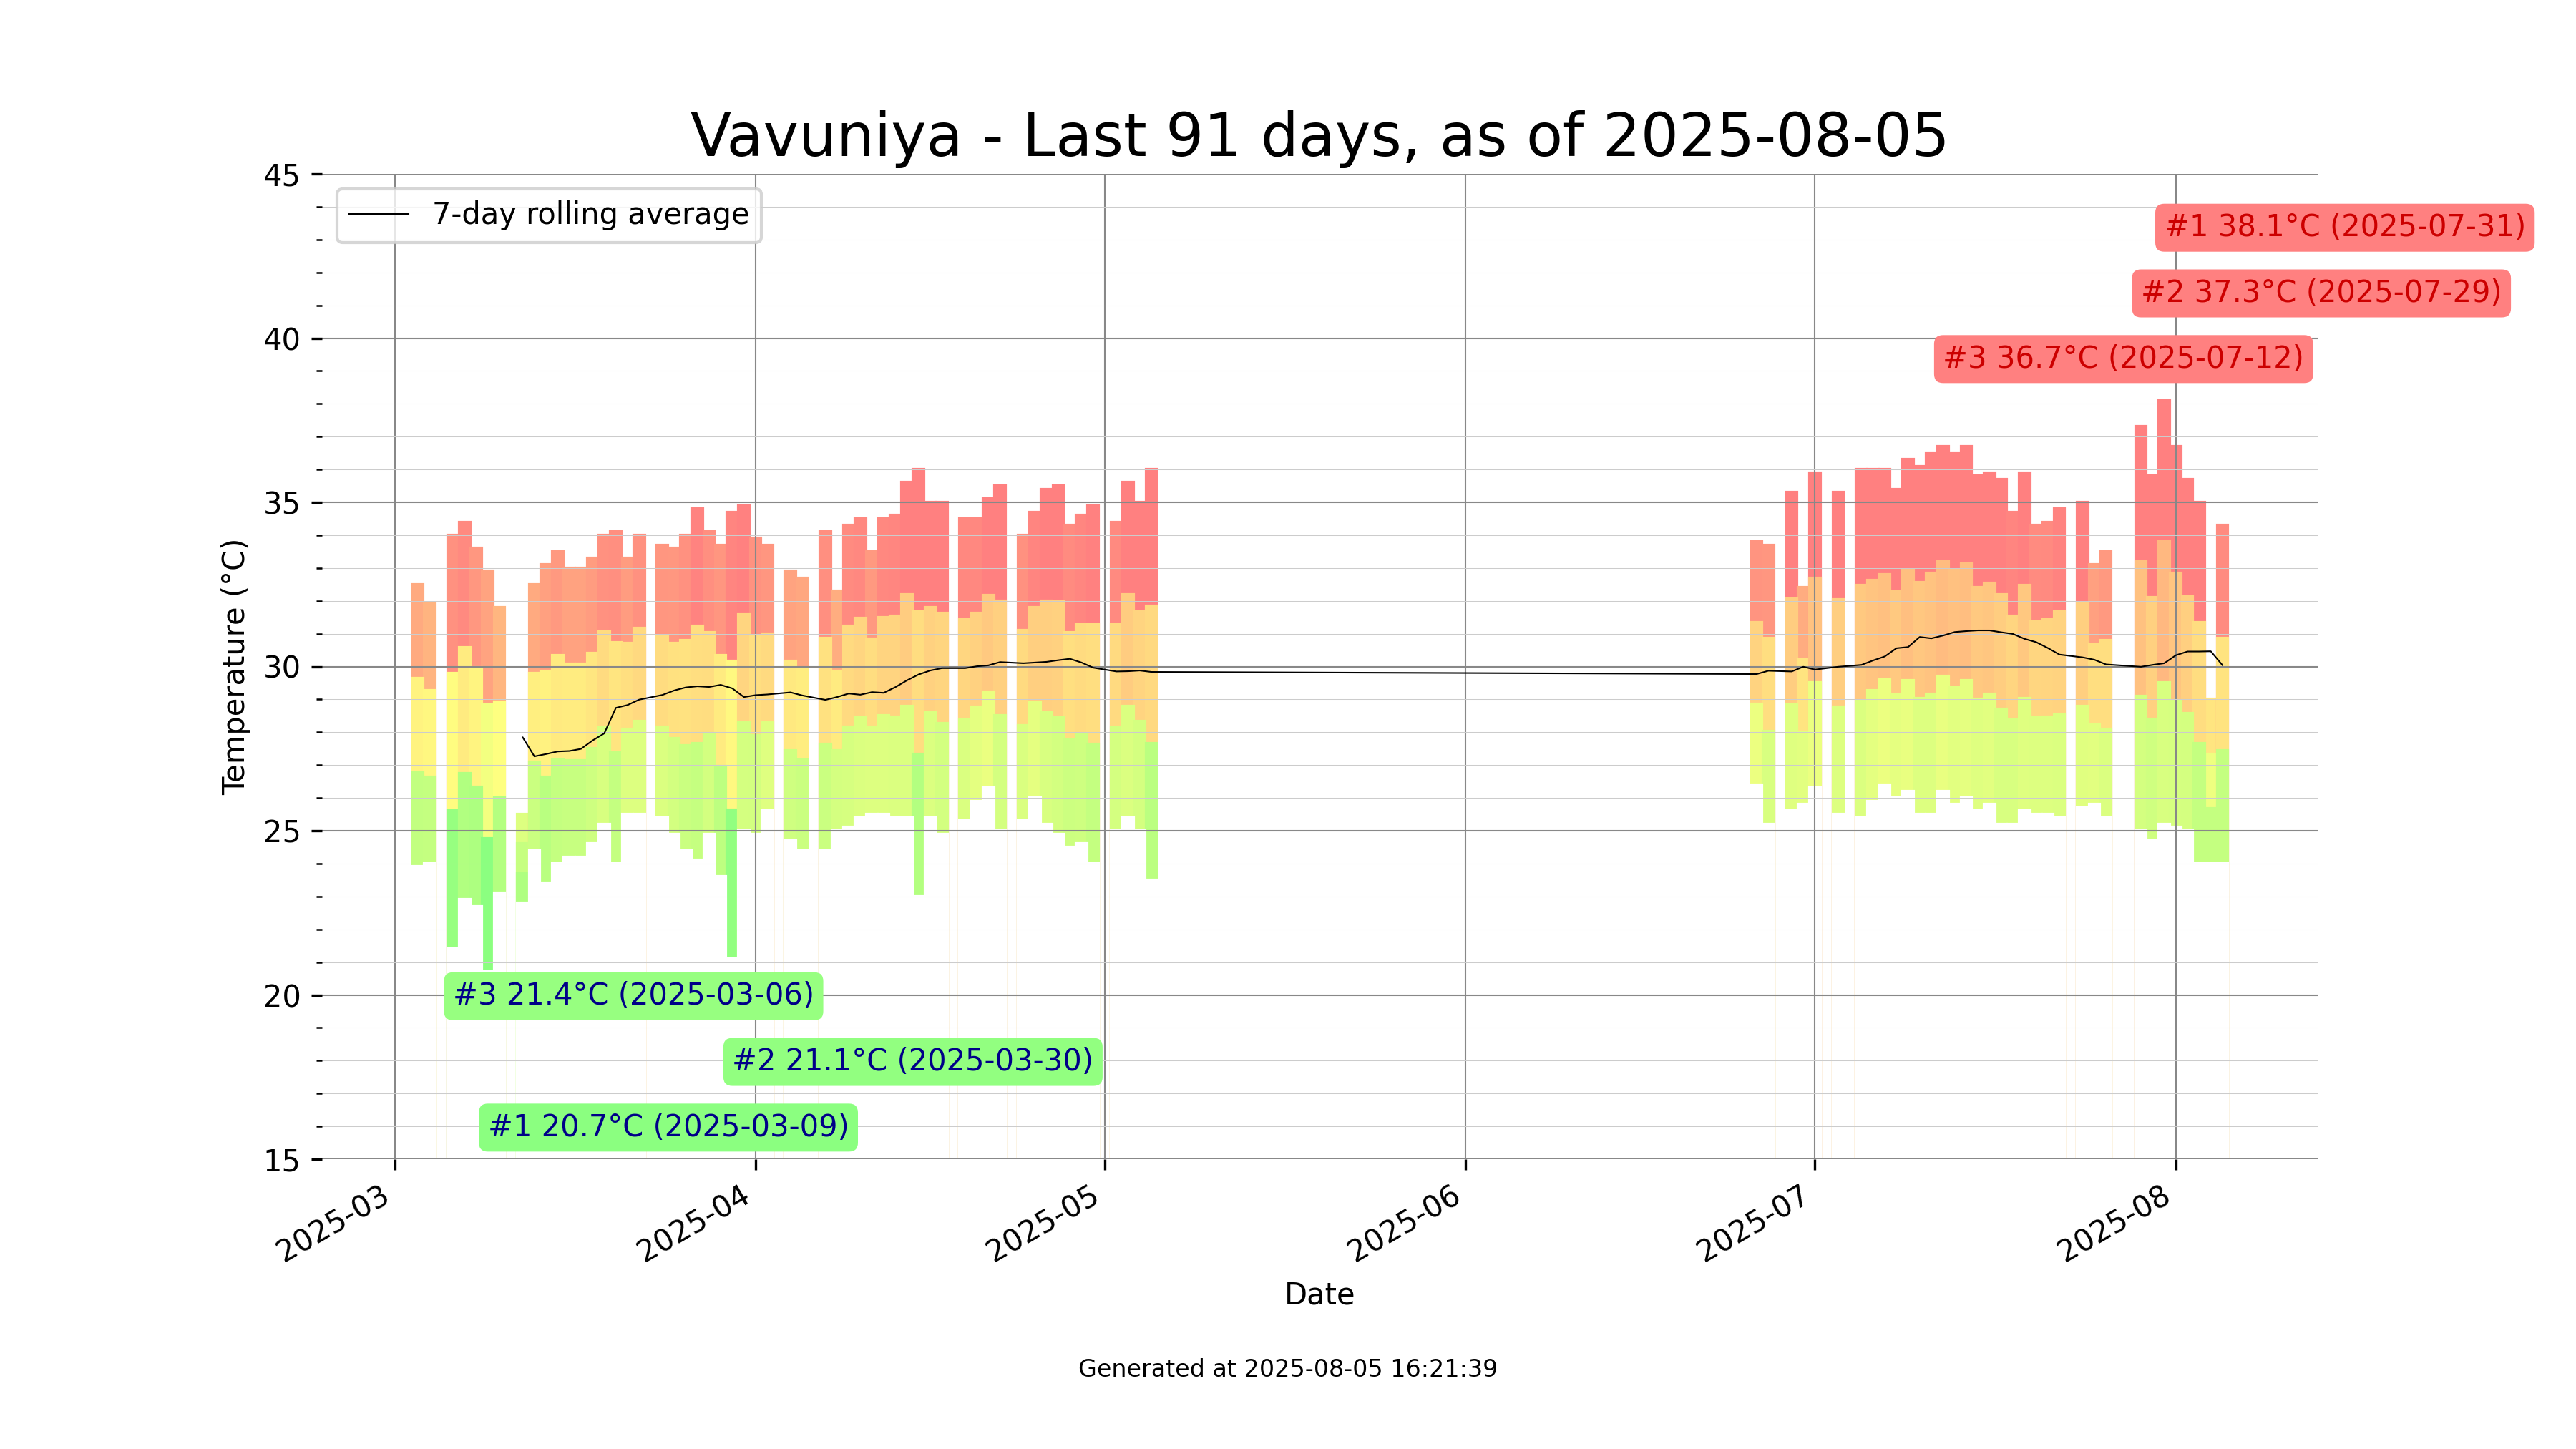 Vavuniya - Last 91 days, as of 2025-08-05
7-day rolling average
#1 38.1°C (2025-07-31)
#2 37.3°C (2025-07-29)
#3 36.7°C (2025-07-12)
45
40
35
30
25
20
15
Temperature (°C)
#3 21.4°C (2025-03-06)
#2 21.1°C (2025-03-30)
#1 20.7°C (2025-03-09)
2025-03
2025-04
2025-05
2025-06
2025-07
2025-08
Date
Generated at 2025-08-05 16:21:39